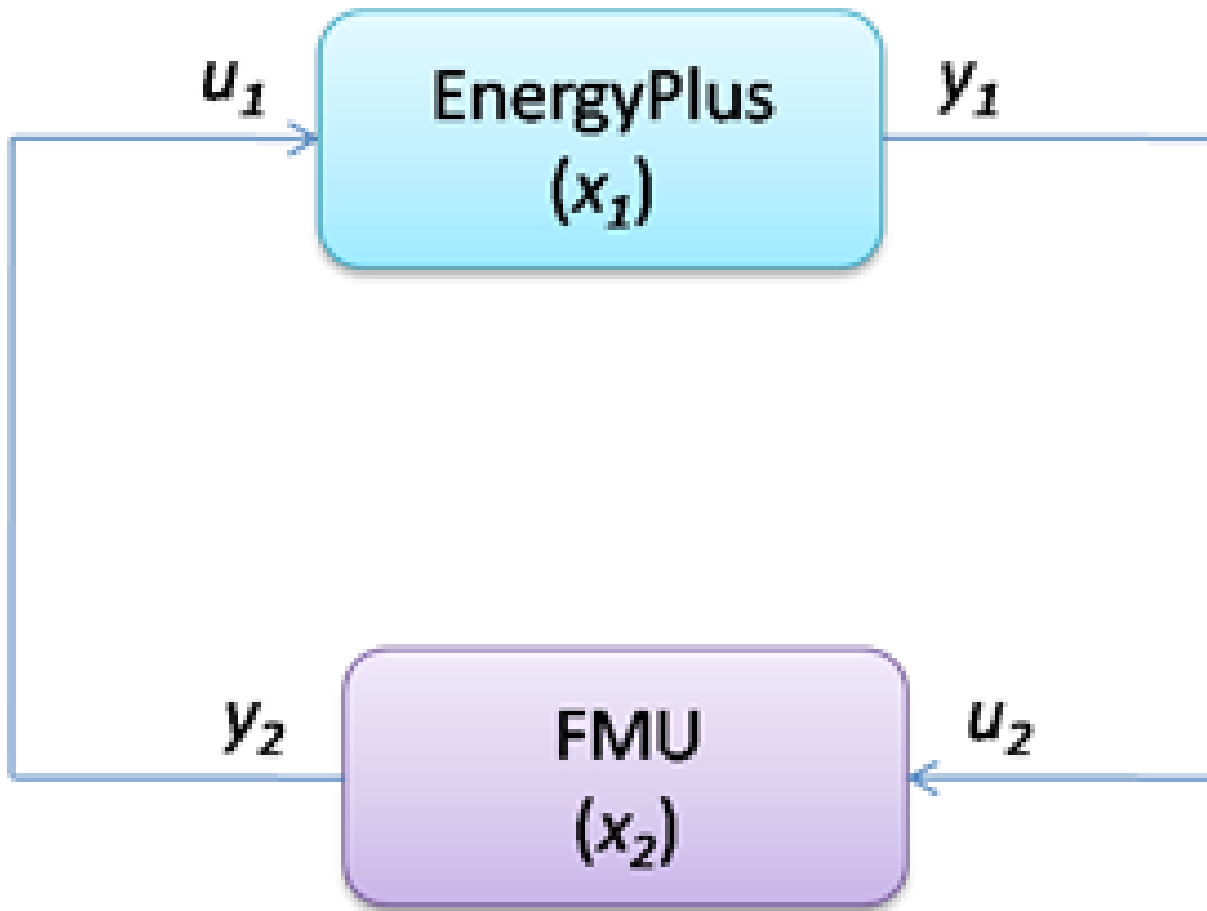 u₁
EnergyPlus
(x₁)
y₁
y₂
FMU
(x₂)
u₂